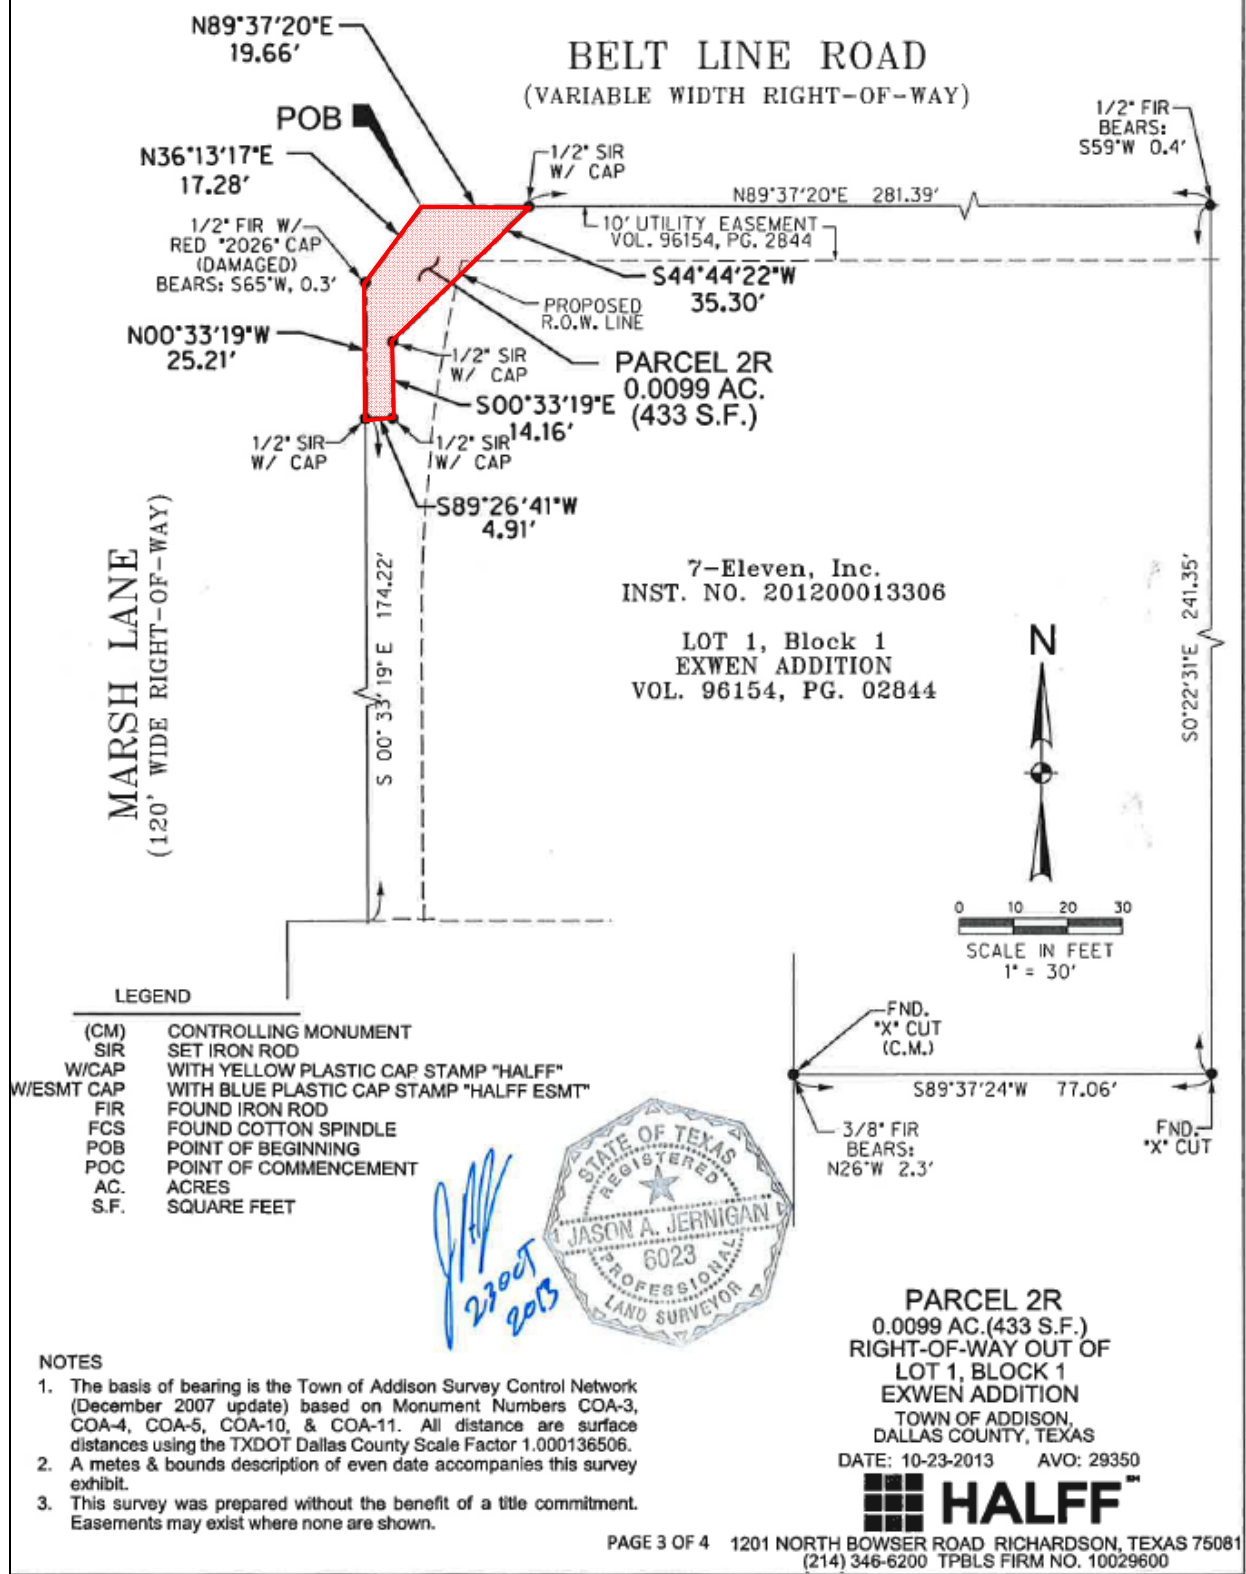 N89°37'20"E
19.66'
BELT LINE ROAD
(VARIABLE WIDTH RIGHT-OF-WAY)
POB
1/2" FIR
BEARS:
S59°W 0.4'
N36°13'17"E
17.28'
1/2" SIR
W/ CAP
N89°37'20"E 281.39'
1/2" FIR W/
RED "2026" CAP
(DAMAGED)
BEARS: S65°W, 0.3'
10' UTILITY EASEMENT
VOL. 96154, PG. 2844
S44°44'22"W
35.30'
PROPOSED
R.O.W. LINE
N00°33'19"W
25.21'
1/2" SIR
W/ CAP
PARCEL 2R
0.0099 AC.
(433 S.F.)
S00°33'19"E
14.16'
1/2" SIR
W/ CAP
1/2" SIR
W/ CAP
S89°26'41"W
4.91'
MARSH LANE
(120' WIDE RIGHT-OF-WAY)
S 00°33'19"E 174.22'
7-Eleven, Inc.
INST. NO. 201200013306
LOT 1, Block 1
EXWEN ADDITION
VOL. 96154, PG. 02844
N
S0°22'31"E 241.35'
0 10 20 30
SCALE IN FEET
1" = 30'
LEGEND
(CM) CONTROLLING MONUMENT
SIR SET IRON ROD
W/CAP WITH YELLOW PLASTIC CAP STAMP "HALFF"
W/ESMT CAP WITH BLUE PLASTIC CAP STAMP "HALFF ESMT"
FIR FOUND IRON ROD
FCS FOUND COTTON SPINDLE
POB POINT OF BEGINNING
POC POINT OF COMMENCEMENT
AC. ACRES
S.F. SQUARE FEET
FND.
"X" CUT
(C.M.)
S89°37'24"W 77.06'
3/8" FIR
BEARS:
N26°W 2.3'
FND.
"X" CUT
STATE OF TEXAS
REGISTERED
JASON A. JERNIGAN
6023
PROFESSIONAL
LAND SURVEYOR
23 OCT
2013
PARCEL 2R
0.0099 AC.(433 S.F.)
RIGHT-OF-WAY OUT OF
LOT 1, BLOCK 1
EXWEN ADDITION
TOWN OF ADDISON,
DALLAS COUNTY, TEXAS
DATE: 10-23-2013 AVO: 29350
HALFF SM
NOTES
1. The basis of bearing is the Town of Addison Survey Control Network
(December 2007 update) based on Monument Numbers COA-3,
COA-4, COA-5, COA-10, & COA-11. All distance are surface
distances using the TXDOT Dallas County Scale Factor 1.000136506.
2. A metes & bounds description of even date accompanies this survey
exhibit.
3. This survey was prepared without the benefit of a title commitment.
Easements may exist where none are shown.
PAGE 3 OF 4 1201 NORTH BOWSER ROAD RICHARDSON, TEXAS 75081
(214) 346-6200 TPBLS FIRM NO. 10029600